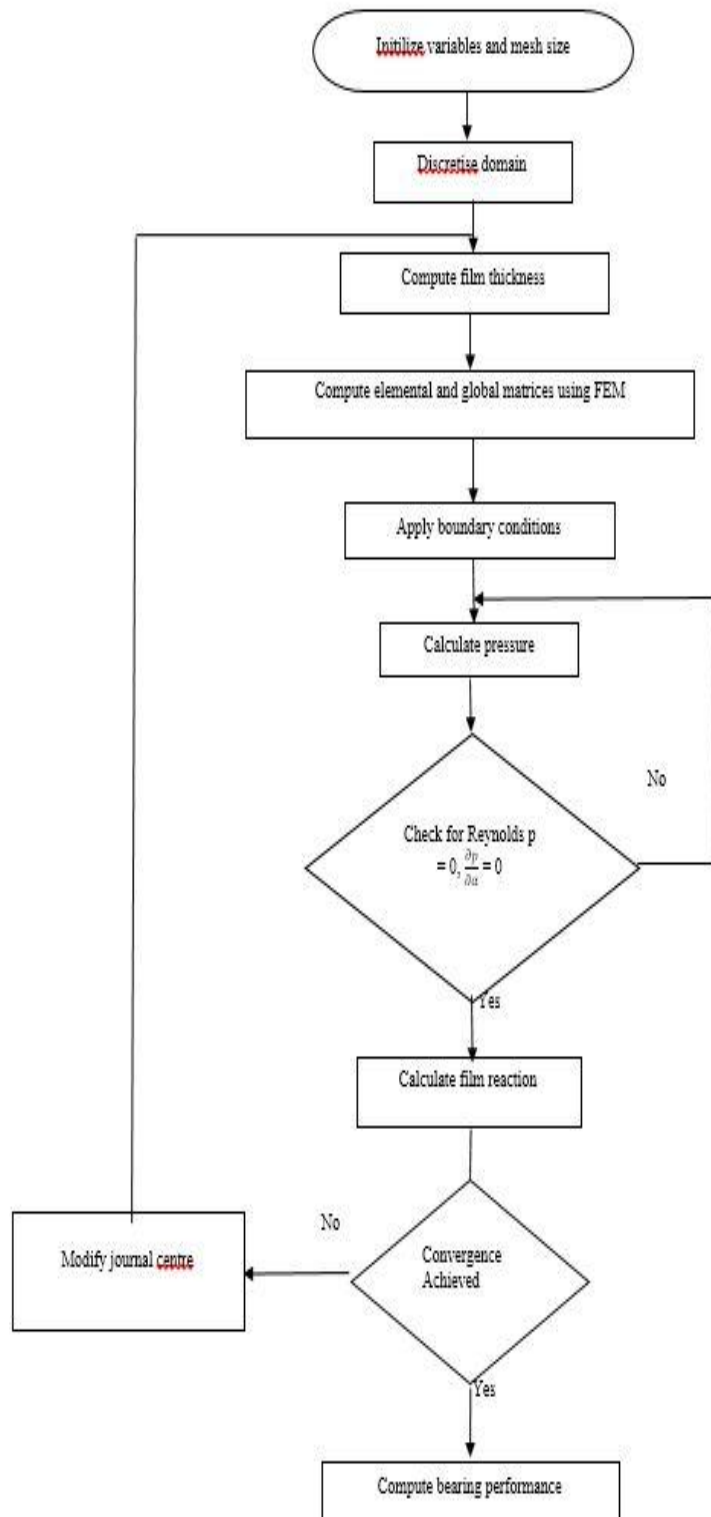 Initilize variables and mesh size
Discretise domain
Compute film thickness
Compute elemental and global matrices using FEM
Apply boundary conditions
Calculate pressure
No
Check for Reynolds p
= 0, ∂p/∂α = 0
Yes
Calculate film reaction
No
Modify journal centre
Convergence
Achieved
Yes
Compute bearing performance